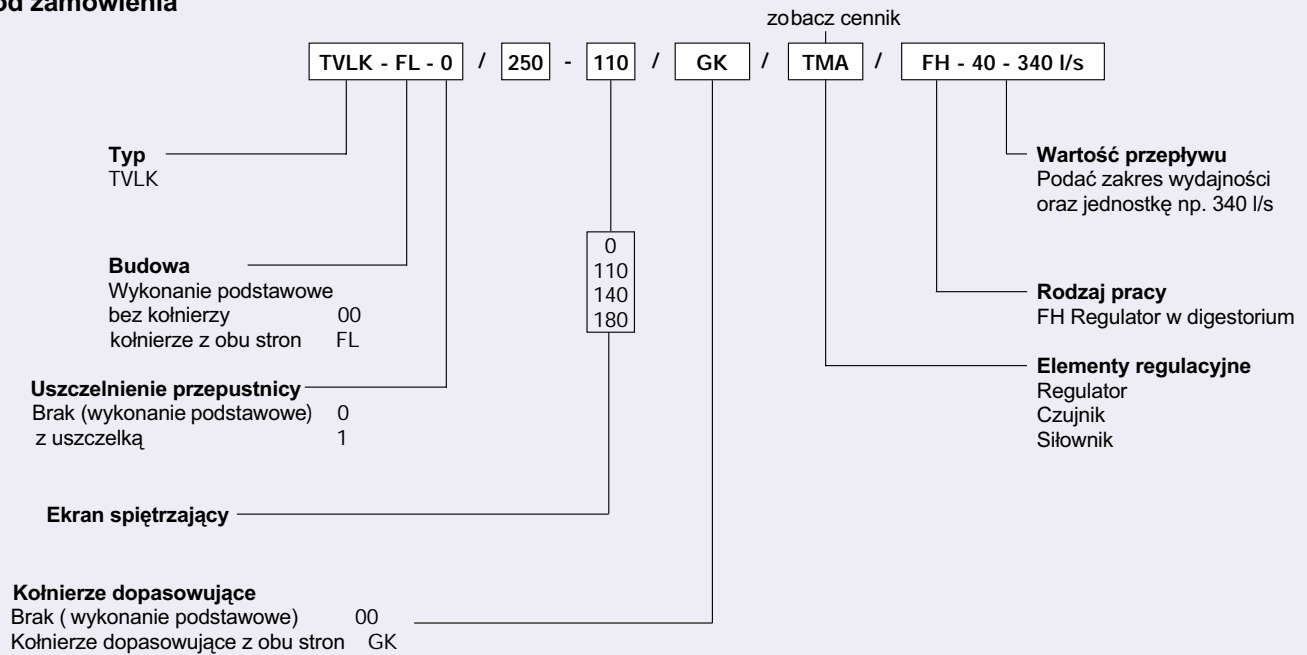 od zamówienia
zobacz cennik
TVLK - FL - 0 / 250 - 110 / GK / TMA / FH - 40 - 340 l/s
Typ
TVLK
Budowa
Wykonanie podstawowe
bez kołnierzy 00
kołnierze z obu stron FL
Uszczelnienie przepustnicy
Brak (wykonanie podstawowe) 0
z uszczelką 1
Ekran spiętrzający
Kołnierze dopasowujące
Brak ( wykonanie podstawowe) 00
Kołnierze dopasowujące z obu stron GK
0
110
140
180
Wartość przepływu
Podać zakres wydajności
oraz jednostkę np. 340 l/s
Rodzaj pracy
FH Regulator w digestorium
Elementy regulacyjne
Regulator
Czujnik
Siłownik